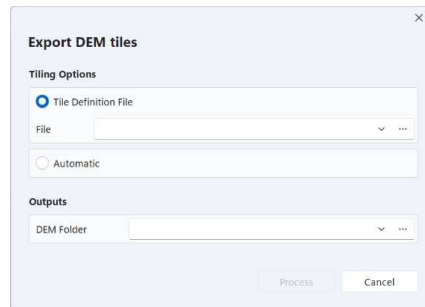 Export DEM tiles
Tiling Options
Tile Definition File
File
Automatic
Outputs
DEM Folder
Process Cancel